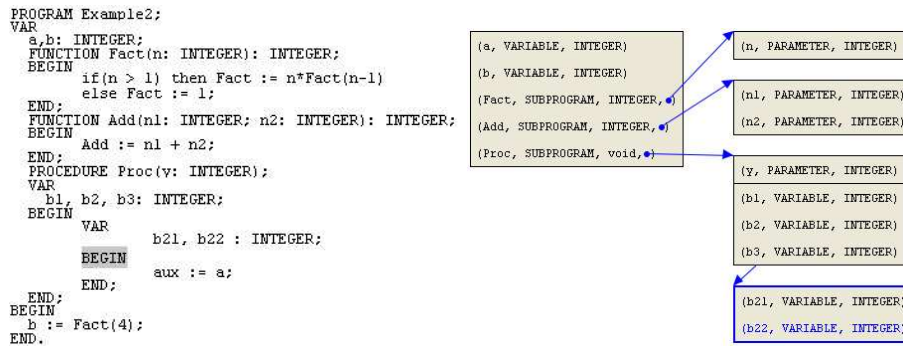 PROGRAM Example2;
VAR
a,b: INTEGER;
FUNCTION Fact(n: INTEGER): INTEGER;
BEGIN
if(n > 1) then Fact := n*Fact(n-1)
else Fact := 1;
END;
FUNCTION Add(n1: INTEGER; n2: INTEGER): INTEGER;
BEGIN
Add := n1 + n2;
END;
PROCEDURE Proc(y: INTEGER);
VAR
b1, b2, b3: INTEGER;
BEGIN
VAR
b21, b22 : INTEGER;
BEGIN
aux := a;
END;
END;
BEGIN
b := Fact(4);
END.
(a, VARIABLE, INTEGER)
(b, VARIABLE, INTEGER)
(Fact, SUBPROGRAM, INTEGER, )
(Add, SUBPROGRAM, INTEGER, )
(Proc, SUBPROGRAM, void, )
(n, PARAMETER, INTEGER)
(n1, PARAMETER, INTEGER)
(n2, PARAMETER, INTEGER)
(y, PARAMETER, INTEGER)
(b1, VARIABLE, INTEGER)
(b2, VARIABLE, INTEGER)
(b3, VARIABLE, INTEGER)
(b21, VARIABLE, INTEGER)
(b22, VARIABLE, INTEGER)